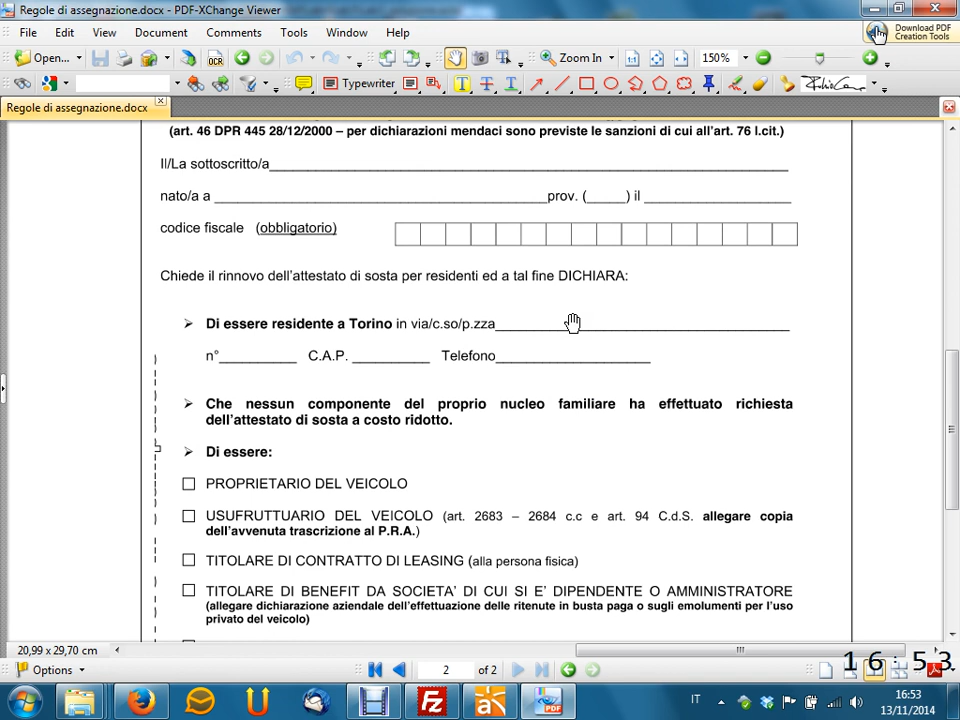 Regole di assegnazione.docx - PDF-XChange Viewer
File Edit View Document Comments Tools Window Help
Download PDF
Creation Tools
Open... OCR Zoom In 150%
Typewriter
Regole di assegnazione.docx
(art. 46 DPR 445 28/12/2000 – per dichiarazioni mendaci sono previste le sanzioni di cui all'art. 76 l.cit.)
Il/La sottoscritto/a
nato/a a prov. (_____) il
codice fiscale (obbligatorio)
Chiede il rinnovo dell'attestato di sosta per residenti ed a tal fine DICHIARA:
Di essere residente a Torino in via/c.so/p.zza
n° C.A.P. Telefono
Che nessun componente del proprio nucleo familiare ha effettuato richiesta
dell'attestato di sosta a costo ridotto.
Di essere:
PROPRIETARIO DEL VEICOLO
USUFRUTTUARIO DEL VEICOLO (art. 2683 – 2684 c.c e art. 94 C.d.S. allegare copia
dell'avvenuta trascrizione al P.R.A.)
TITOLARE DI CONTRATTO DI LEASING (alla persona fisica)
TITOLARE DI BENEFIT DA SOCIETA' DI CUI SI E' DIPENDENTE O AMMINISTRATORE
(allegare dichiarazione aziendale dell'effettuazione delle ritenute in busta paga o sugli emolumenti per l'uso
privato del veicolo)
20,99 x 29,70 cm
Options 2 of 2
16:53
IT 16:53
13/11/2014